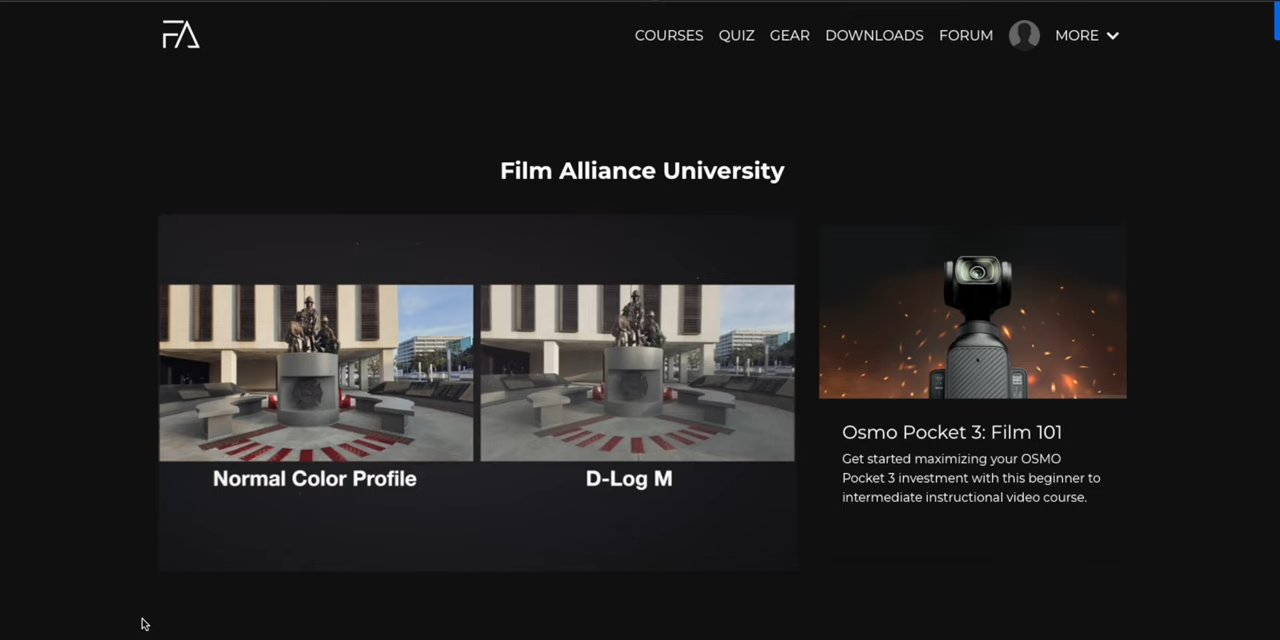 FA
COURSES QUIZ GEAR DOWNLOADS FORUM MORE
Film Alliance University
Normal Color Profile
D-Log M
Osmo Pocket 3: Film 101
Get started maximizing your OSMO
Pocket 3 investment with this beginner to
intermediate instructional video course.